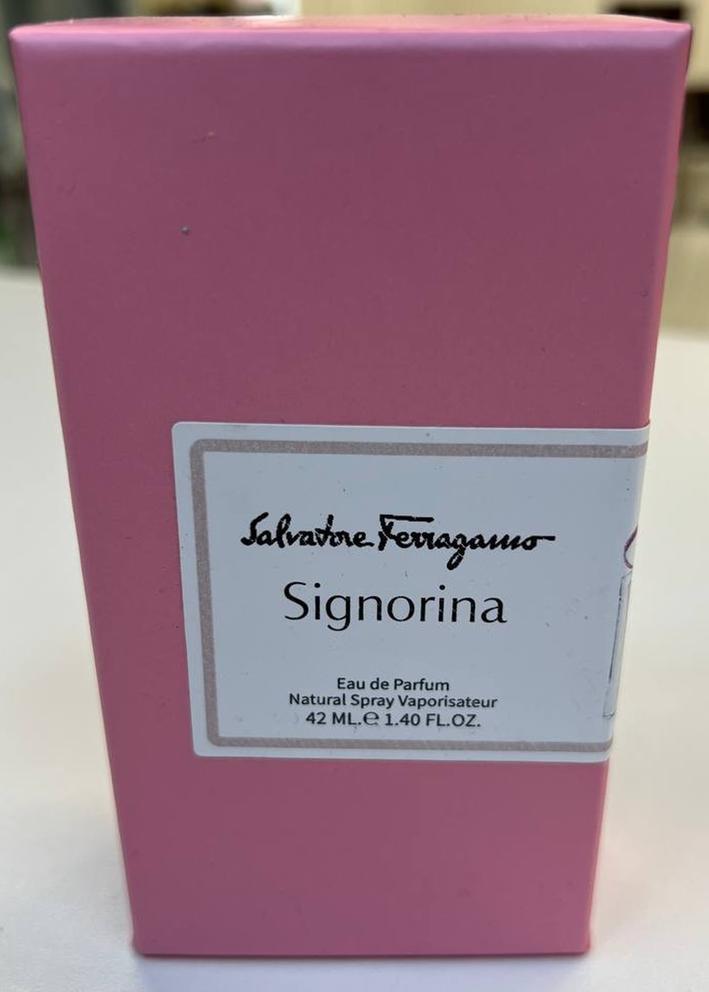 Salvatore Ferragamo
Signorina
Eau de Parfum
Natural Spray Vaporisateur
42 ML.℮ 1.40 FL.OZ.